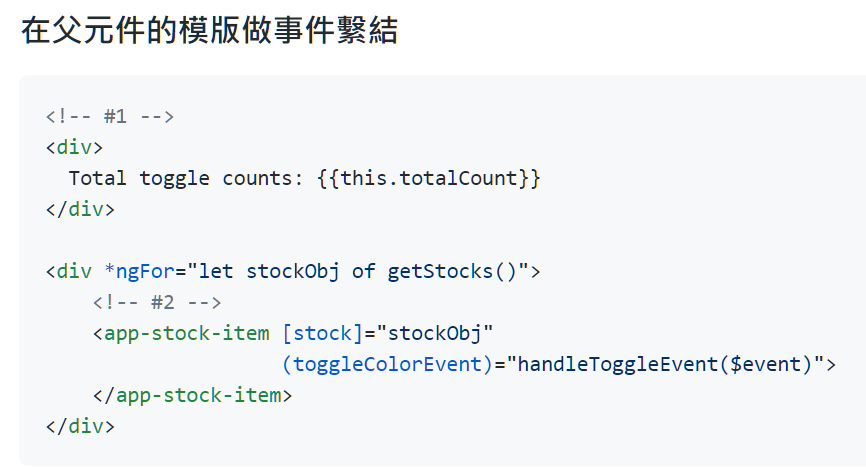 在父元件的模版做事件繫結
<!-- #1 -->
<div>
  Total toggle counts: {{this.totalCount}}
</div>

<div *ngFor="let stockObj of getStocks()">
    <!-- #2 -->
    <app-stock-item [stock]="stockObj"
                    (toggleColorEvent)="handleToggleEvent($event)">
    </app-stock-item>
</div>